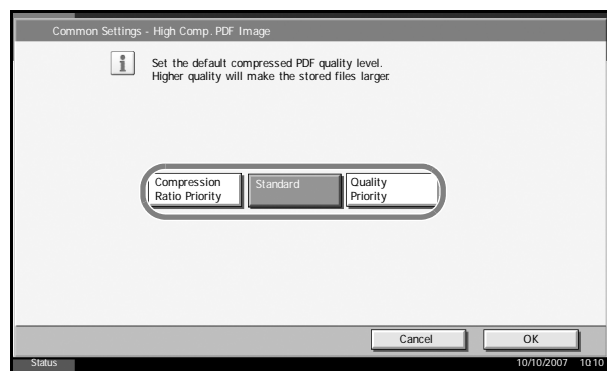 Common Settings - High Comp. PDF Image
Set the default compressed PDF quality level.
Higher quality will make the stored files larger.
Compression
Ratio Priority
Standard
Quality
Priority
Cancel
OK
Status
10/10/2007 10:10